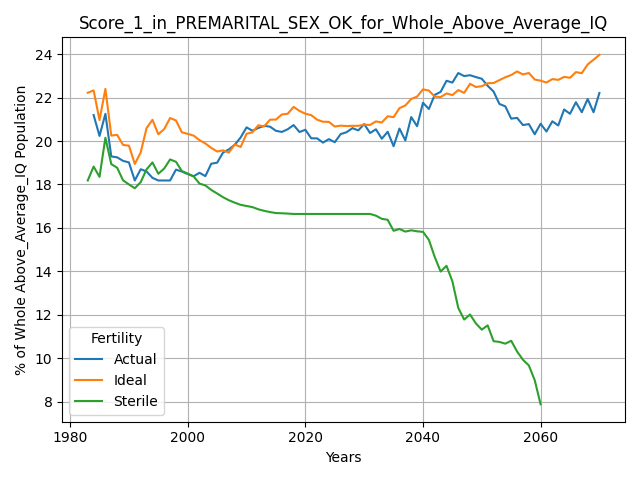 Score_1_in_PREMARITAL_SEX_OK_for_Whole_Above_Average_IQ
% of Whole Above_Average_IQ Population
24
22
20
18
16
14
12
10
8
Fertility
Actual
Ideal
Sterile
1980
2000
2020
2040
2060
Years